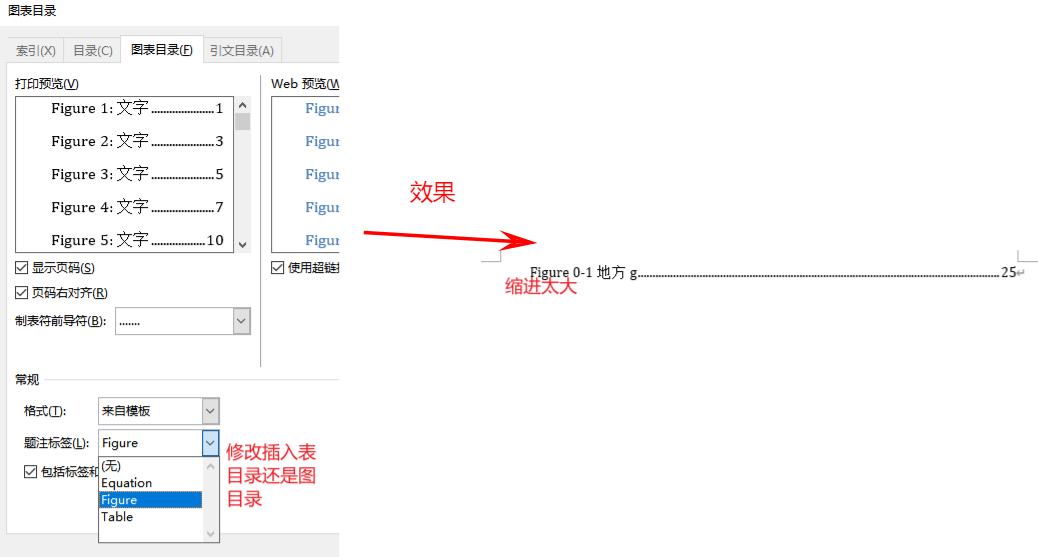 图表目录
索引(X) 目录(C) 图表目录(F) 引文目录(A)
打印预览(V)
Figure 1: 文字.....................1
Figure 2: 文字.....................3
Figure 3: 文字.....................5
Figure 4: 文字.....................7
Figure 5: 文字..................10
Web 预览(W
Figur
Figur
Figur
Figur
Figur
显示页码(S)
使用超链
页码右对齐(R)
制表符前导符(B): .......
常规
格式(T): 来自模板
题注标签(L): Figure
包括标签和
(无)
Equation
Figure
Table
修改插入表
目录还是图
目录
效果
Figure 0-1 地方 g..............................25↵
缩进太大